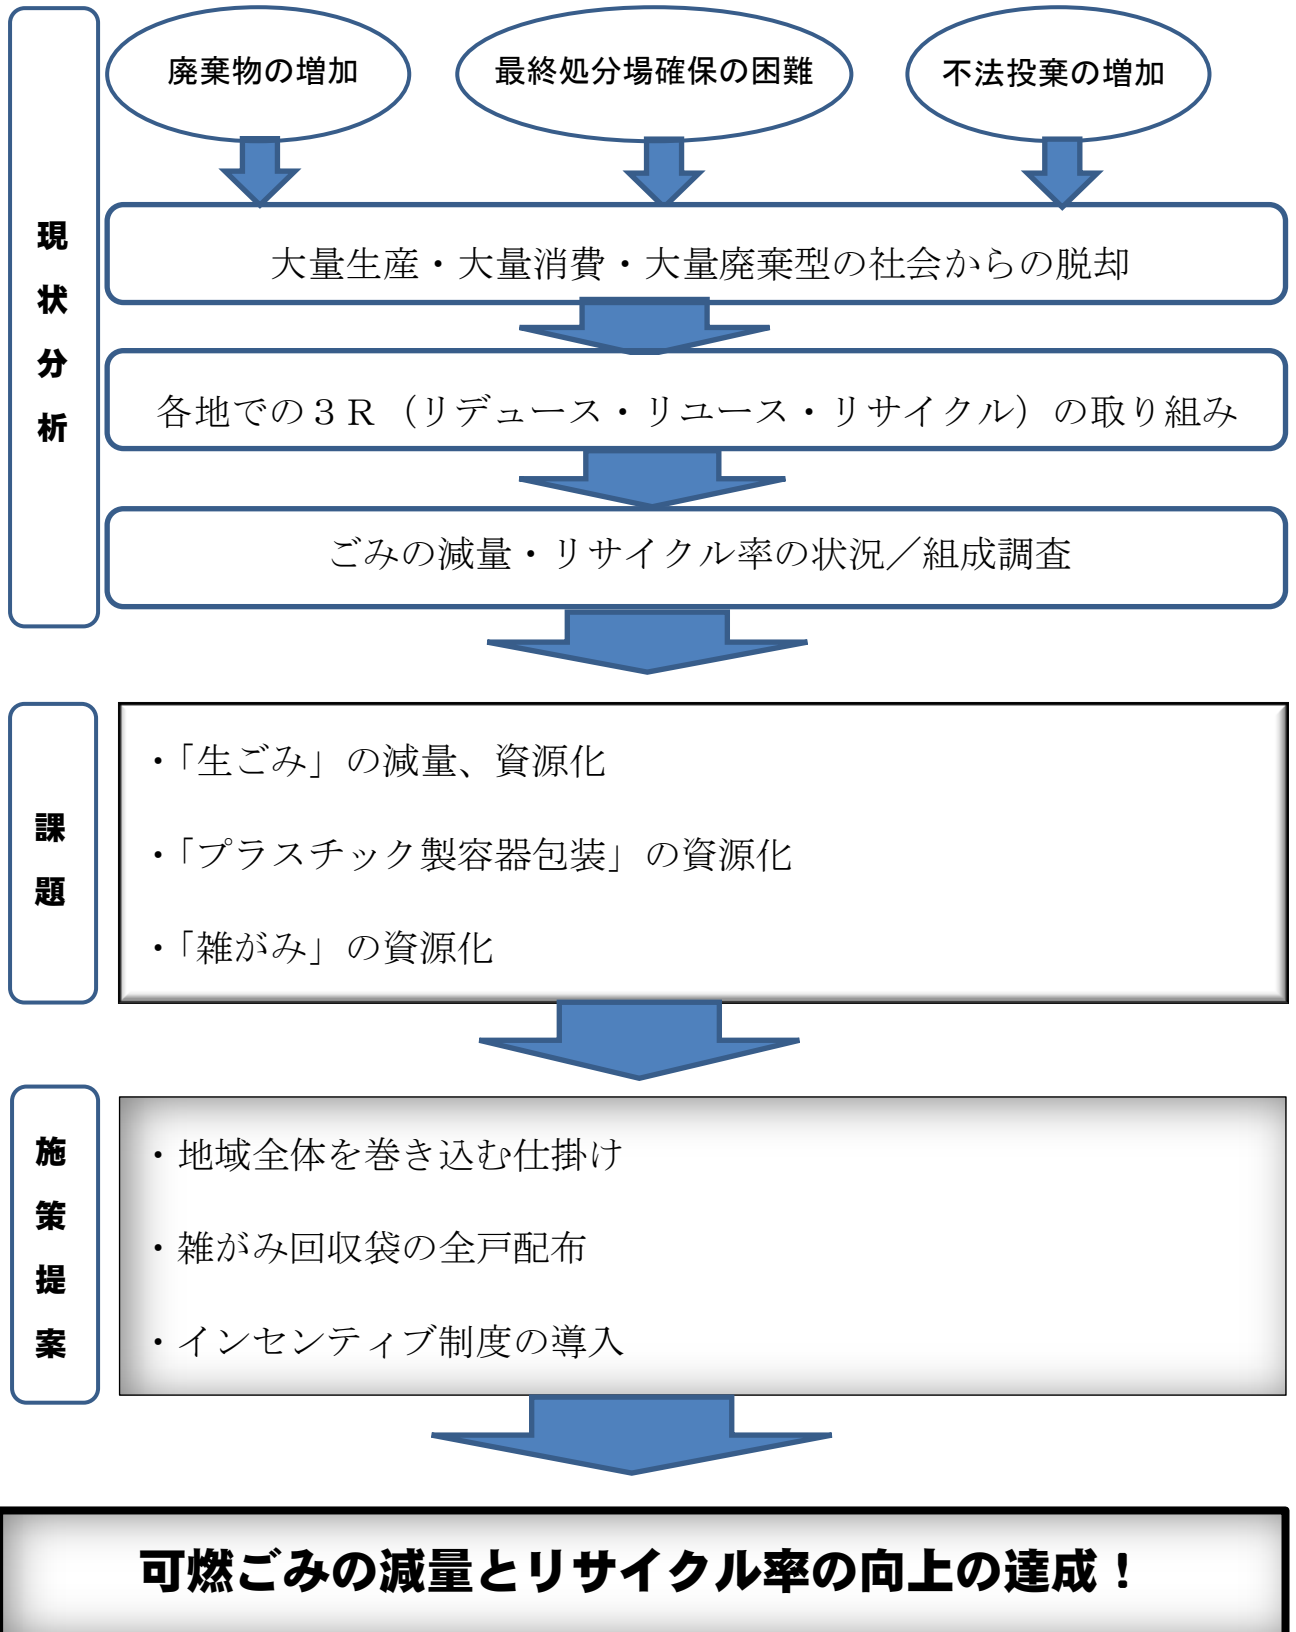 廃棄物の増加
最終処分場確保の困難
不法投棄の増加
現状分析
大量生産・大量消費・大量廃棄型の社会からの脱却
各地での３Ｒ（リデュース・リユース・リサイクル）の取り組み
ごみの減量・リサイクル率の状況／組成調査
課題
・「生ごみ」の減量、資源化
・「プラスチック製容器包装」の資源化
・「雑がみ」の資源化
施策提案
・地域全体を巻き込む仕掛け
・雑がみ回収袋の全戸配布
・インセンティブ制度の導入
可燃ごみの減量とリサイクル率の向上の達成！